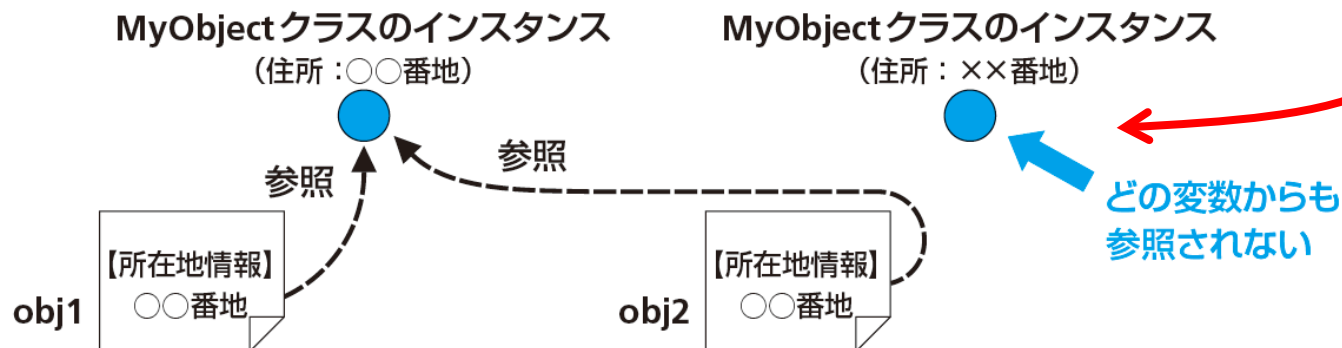 MyObjectクラスのインスタンス
（住所：○○番地）
MyObjectクラスのインスタンス
（住所：××番地）
参照
参照
どの変数からも
参照されない
【所在地情報】
○○番地
obj1
【所在地情報】
○○番地
obj2